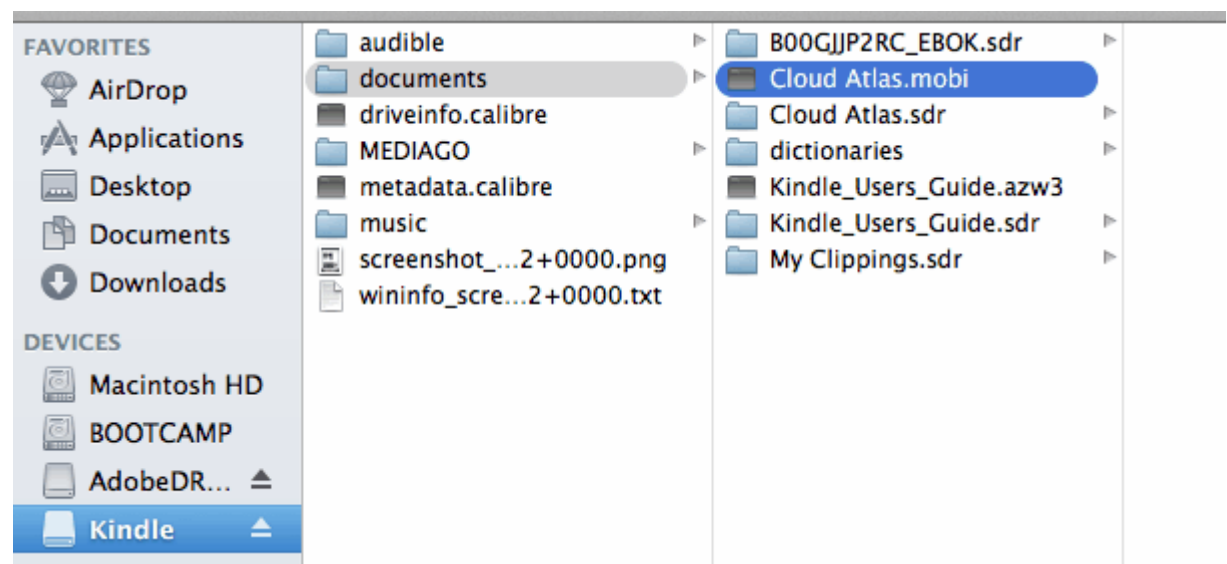 FAVORITES
AirDrop
Applications
Desktop
Documents
Downloads
DEVICES
Macintosh HD
BOOTCAMP
AdobeDR...
Kindle
audible
documents
driveinfo.calibre
MEDIAGO
metadata.calibre
music
screenshot_...2+0000.png
wininfo_scre...2+0000.txt
B00GJJP2RC_EBOK.sdr
Cloud Atlas.mobi
Cloud Atlas.sdr
dictionaries
Kindle_Users_Guide.azw3
Kindle_Users_Guide.sdr
My Clippings.sdr